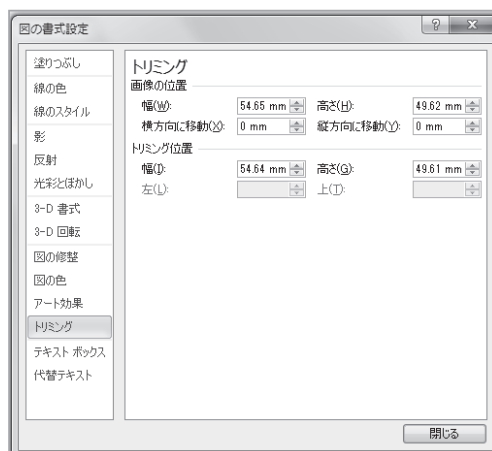 図の書式設定
塗りつぶし
線の色
線のスタイル
影
反射
光彩とぼかし
3-D 書式
3-D 回転
図の修整
図の色
アート効果
トリミング
テキスト ボックス
代替テキスト
トリミング
画像の位置
幅(W): 54.65 mm 高さ(H): 49.62 mm
横方向に移動(X): 0 mm 縦方向に移動(Y): 0 mm
トリミング位置
幅(I): 54.64 mm 高さ(G): 49.61 mm
左(L): 上(T):
閉じる